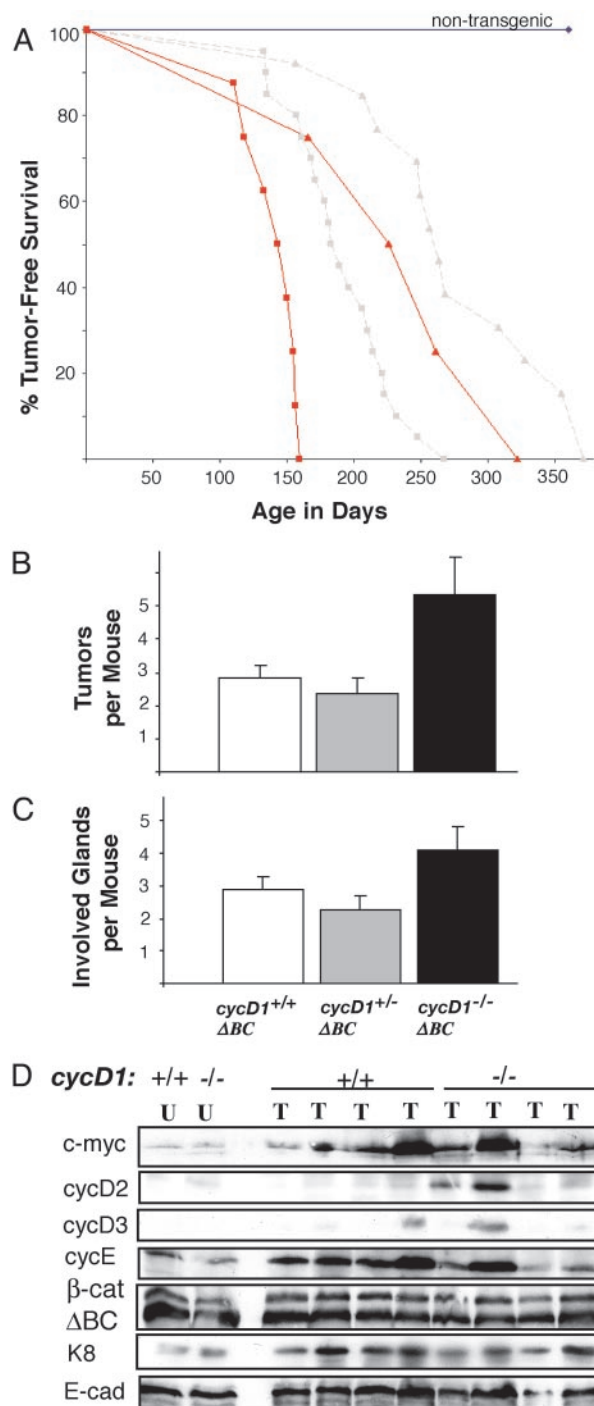 A
non-transgenic
100
80
60
40
20
% Tumor-Free Survival
50 100 150 200 250 300 350
Age in Days
B
5
4
3
2
1
Tumors
per Mouse
C
5
4
3
2
1
Involved Glands
per Mouse
cycD1+/+ cycD1+/- cycD1-/-
ΔBC ΔBC ΔBC
D cycD1: +/+ -/- +/+ -/-
U U T T T T T T T T
c-myc
cycD2
cycD3
cycE
β-cat
ΔBC
K8
E-cad